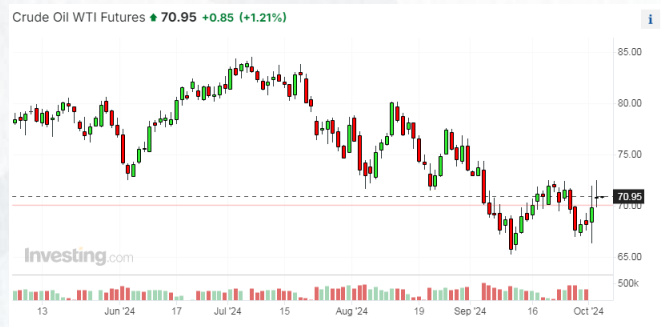 Crude Oil WTI Futures 70.95 +0.85 (+1.21%)
i
85.00
80.00
75.00
70.95
70.00
65.00
Investing.com
500k
13 Jun '24 17 Jul '24 15 Aug '24 19 Sep '24 16 Oct '24